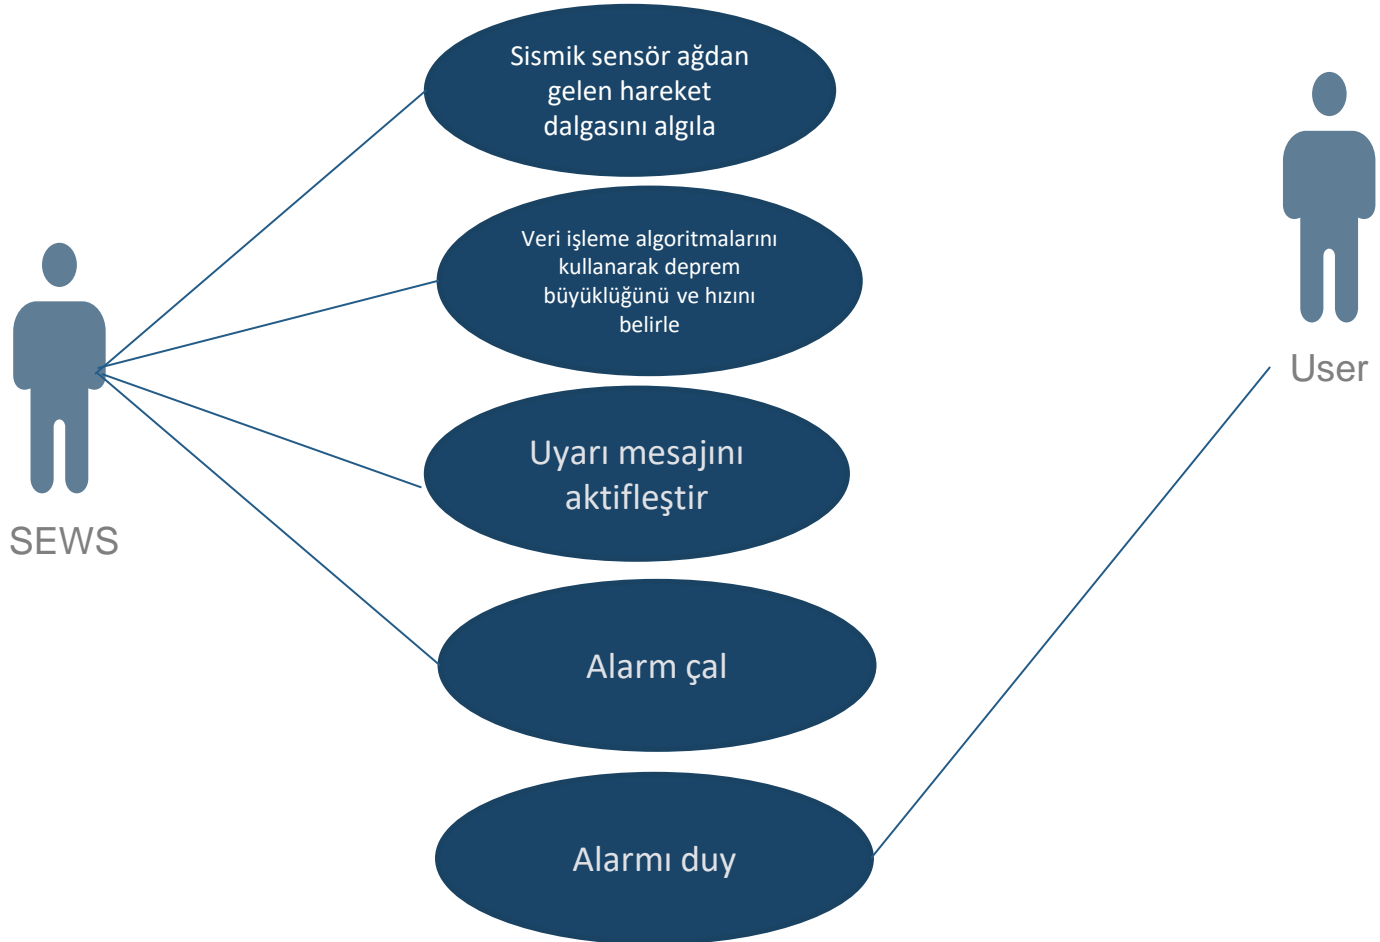 Sismik sensör ağdan
gelen hareket
dalgasını algıla
Veri işleme algoritmalarını
kullanarak deprem
büyüklüğünü ve hızını
belirle
Uyarı mesajını
aktifleştir
Alarm çal
Alarmı duy
SEWS
User